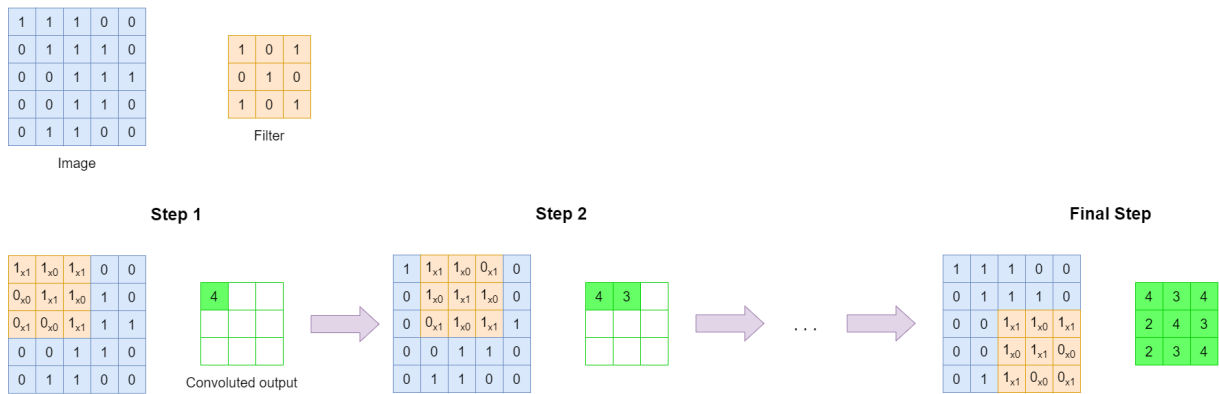 1 1 1 0 0
0 1 1 1 0
0 0 1 1 1
0 0 1 1 0
0 1 1 0 0
Image
1 0 1
0 1 0
1 0 1
Filter
Step 1
1x1 1x0 1x1 0 0
0x0 1x1 1x0 1 0
0x1 0x0 1x1 1 1
0 0 1 1 0
0 1 1 0 0
4
Convoluted output
Step 2
1 1x1 1x0 0x1 0
0 1x0 1x1 1x0 0
0 0x1 1x0 1x1 1
0 0 1 1 0
0 1 1 0 0
4 3
. . .
Final Step
1 1 1 0 0
0 1 1 1 0
0 0 1x1 1x0 1x1
0 0 1x0 1x1 0x0
0 1 1x1 0x0 0x1
4 3 4
2 4 3
2 3 4